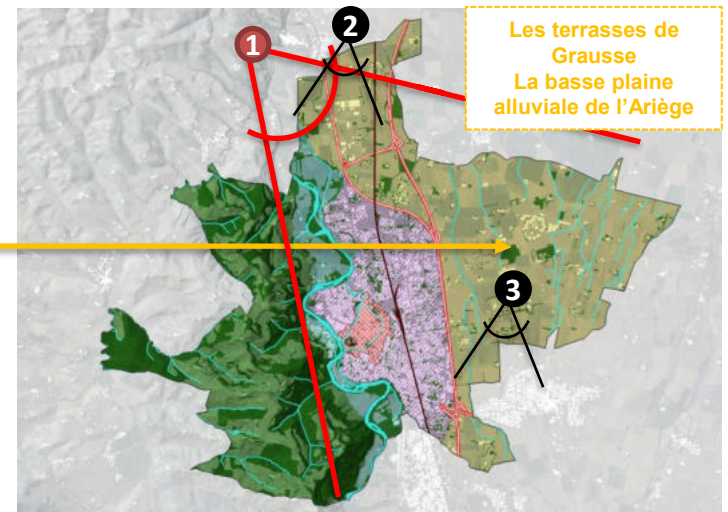 1
2
Les terrasses de
Grausse
La basse plaine
alluviale de l'Ariège
3